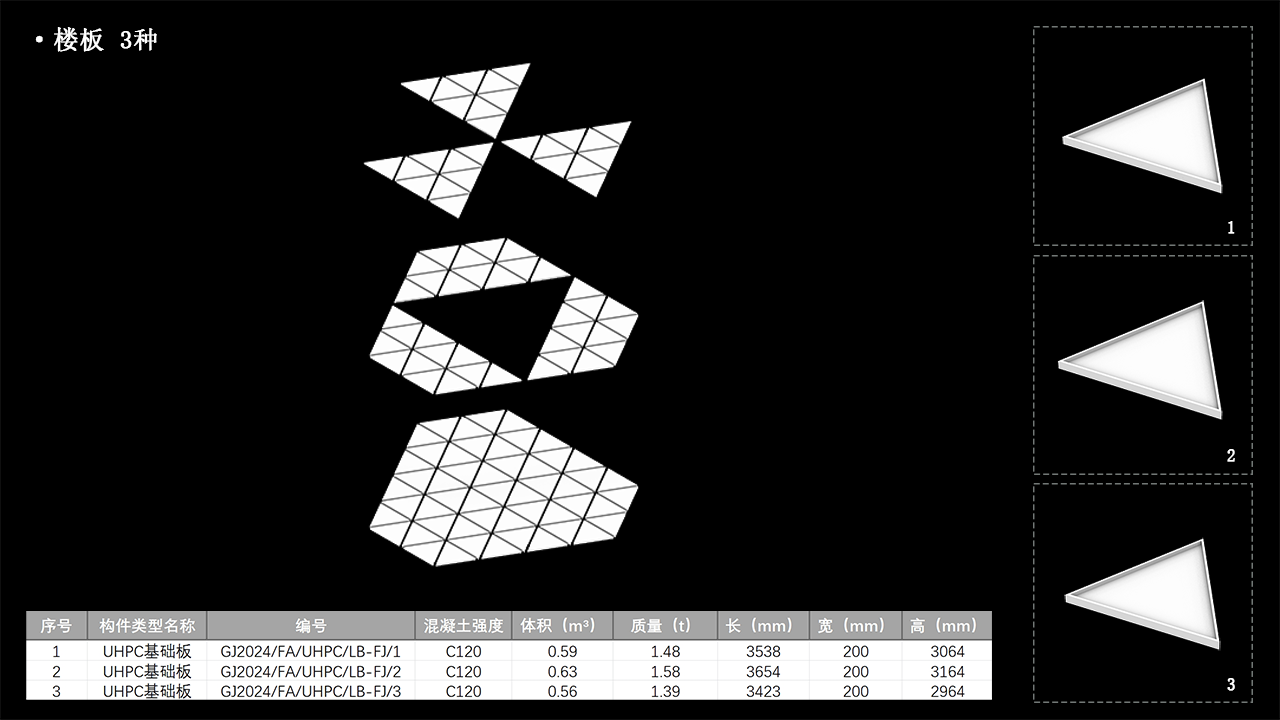 • 楼板 3种
1
2
3
序号 构件类型名称 编号 混凝土强度 体积（m³） 质量（t） 长（mm） 宽（mm） 高（mm）
1 UHPC基础板 GJ2024/FA/UHPC/LB-FJ/1 C120 0.59 1.48 3538 200 3064
2 UHPC基础板 GJ2024/FA/UHPC/LB-FJ/2 C120 0.63 1.58 3654 200 3164
3 UHPC基础板 GJ2024/FA/UHPC/LB-FJ/3 C120 0.56 1.39 3423 200 2964